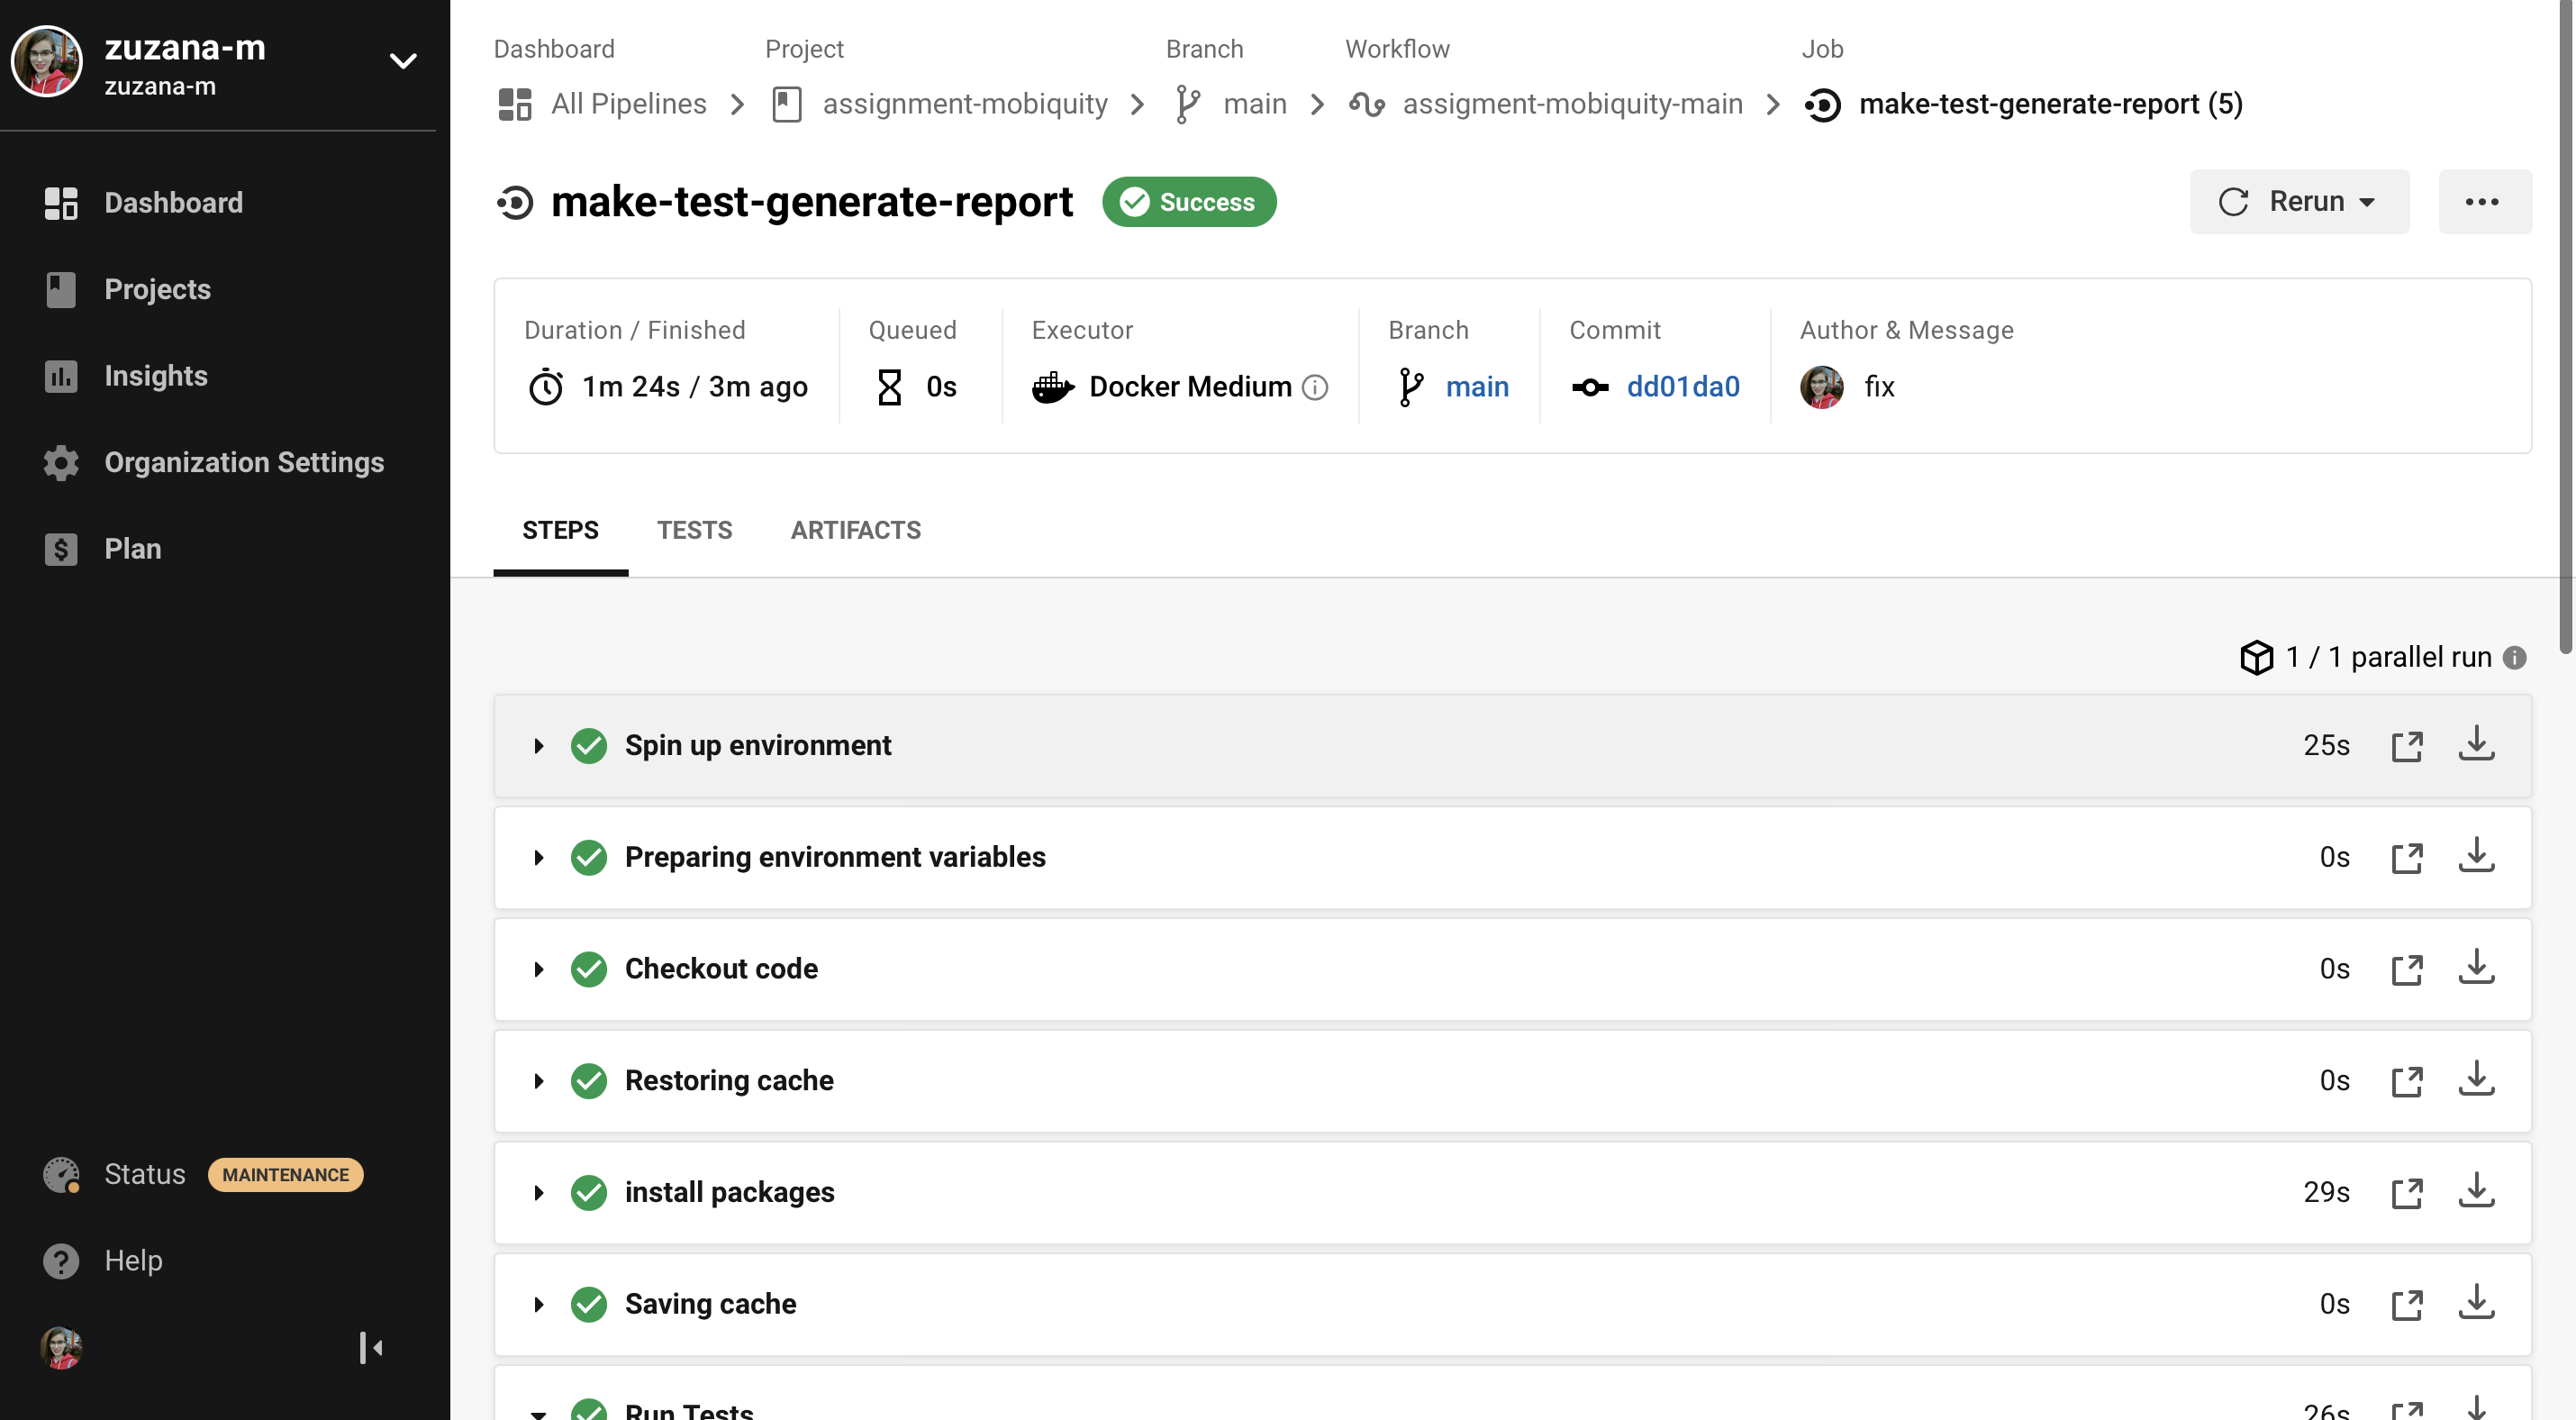 zuzana-m
zuzana-m
Dashboard
Projects
Insights
Organization Settings
Plan
Status MAINTENANCE
Help
Dashboard Project Branch Workflow Job
All Pipelines assignment-mobiquity main assigment-mobiquity-main make-test-generate-report (5)
make-test-generate-report Success
Rerun
Duration / Finished Queued Executor Branch Commit Author & Message
1m 24s / 3m ago 0s Docker Medium main dd01da0 fix
STEPS TESTS ARTIFACTS
1 / 1 parallel run
Spin up environment 25s
Preparing environment variables 0s
Checkout code 0s
Restoring cache 0s
install packages 29s
Saving cache 0s
Run Tests 26s